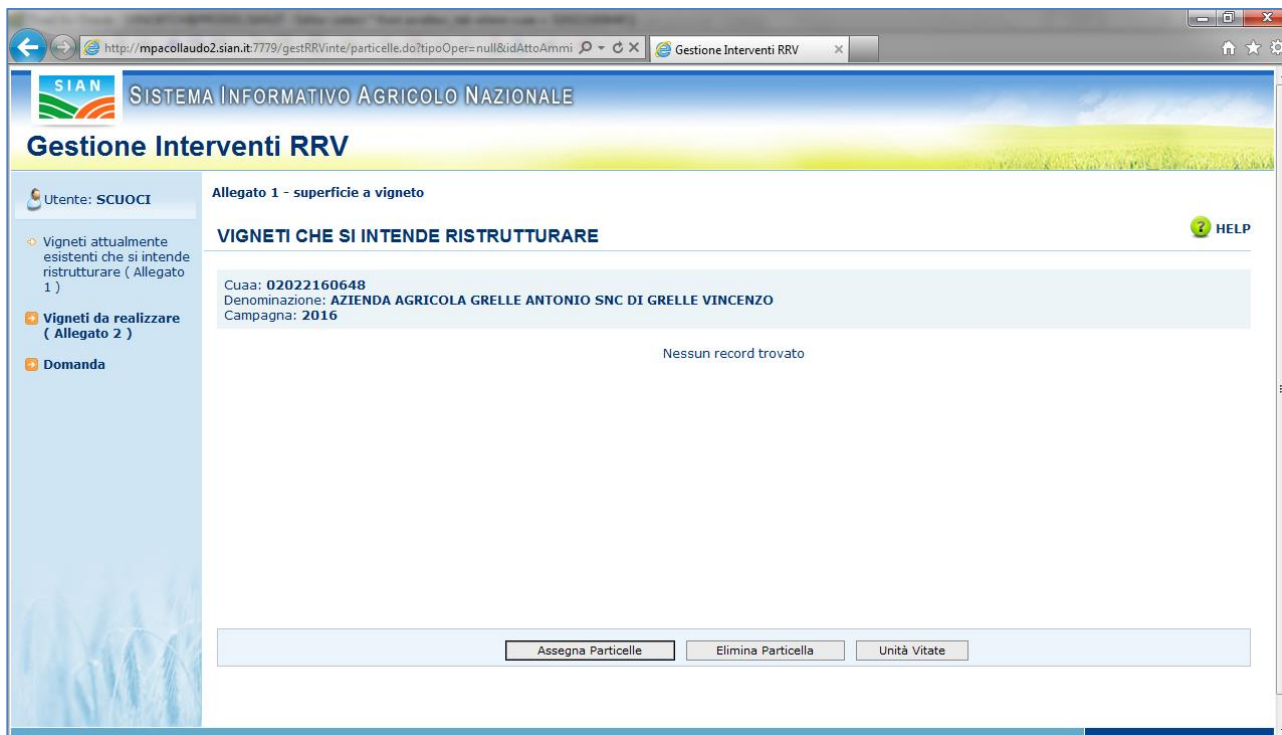 http://mpacollaudo2.sian.it:7779/gestRRVinte/particelle.do?tipoOper=null&idAttoAmmi
Gestione Interventi RRV
SIAN
SISTEMA INFORMATIVO AGRICOLO NAZIONALE
Gestione Interventi RRV
Utente: SCUOCI
Vigneti attualmente
esistenti che si intende
ristrutturare ( Allegato
1 )
Vigneti da realizzare
( Allegato 2 )
Domanda
Allegato 1 - superficie a vigneto
VIGNETI CHE SI INTENDE RISTRUTTURARE
HELP
Cuaa: 02022160648
Denominazione: AZIENDA AGRICOLA GRELLE ANTONIO SNC DI GRELLE VINCENZO
Campagna: 2016
Nessun record trovato
Assegna Particelle
Elimina Particella
Unità Vitate